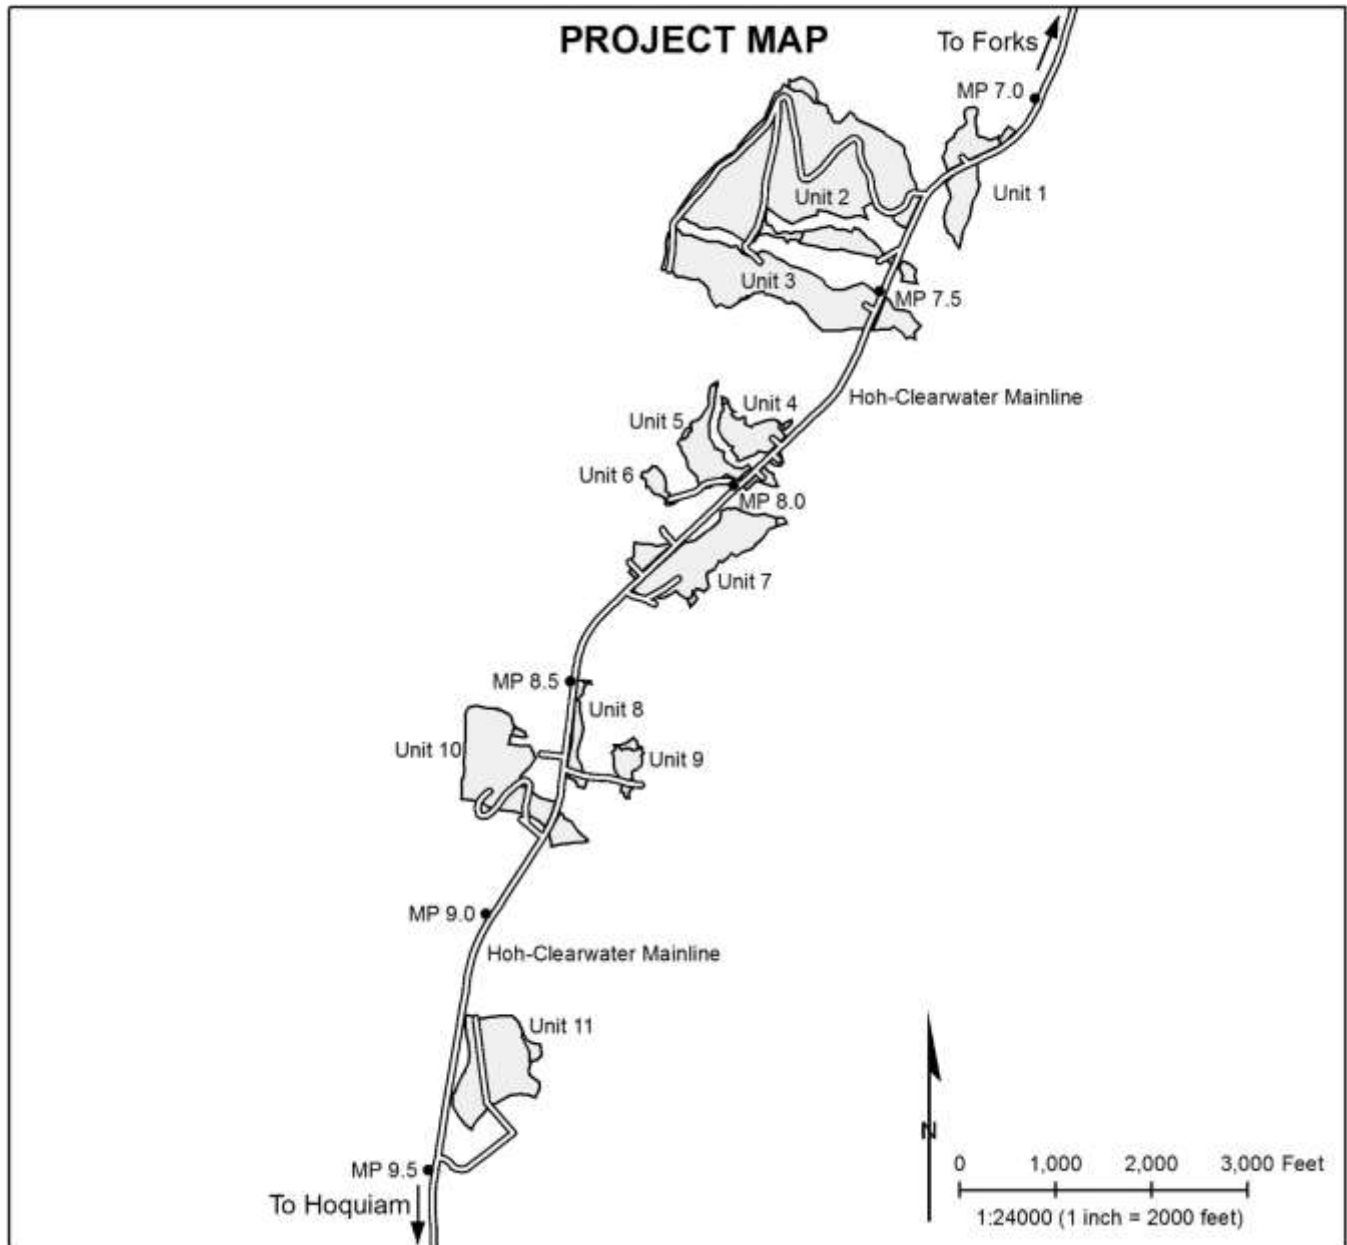 PROJECT MAP
To Forks
MP 7.0
Unit 1
Unit 2
Unit 3
MP 7.5
Hoh-Clearwater Mainline
Unit 4
Unit 5
Unit 6
MP 8.0
Unit 7
MP 8.5
Unit 8
Unit 10
Unit 9
MP 9.0
Hoh-Clearwater Mainline
Unit 11
N
MP 9.5
0 1,000 2,000 3,000 Feet
To Hoquiam
1:24000 (1 inch = 2000 feet)